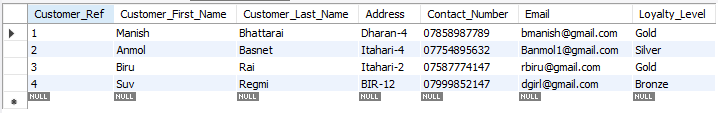 Customer_Ref Customer_First_Name Customer_Last_Name Address Contact_Number Email Loyalty_Level
1 Manish Bhattarai Dharan-4 07858987789 bmanish@gmail.com Gold
2 Anmol Basnet Itahari-4 07754895632 Banmol1@gmail.com Silver
3 Biru Rai Itahari-2 07587774147 rbiru@gmail.com Gold
4 Suv Regmi BIR-12 07999852147 dgirl@gmail.com Bronze
NULL NULL NULL NULL NULL NULL NULL